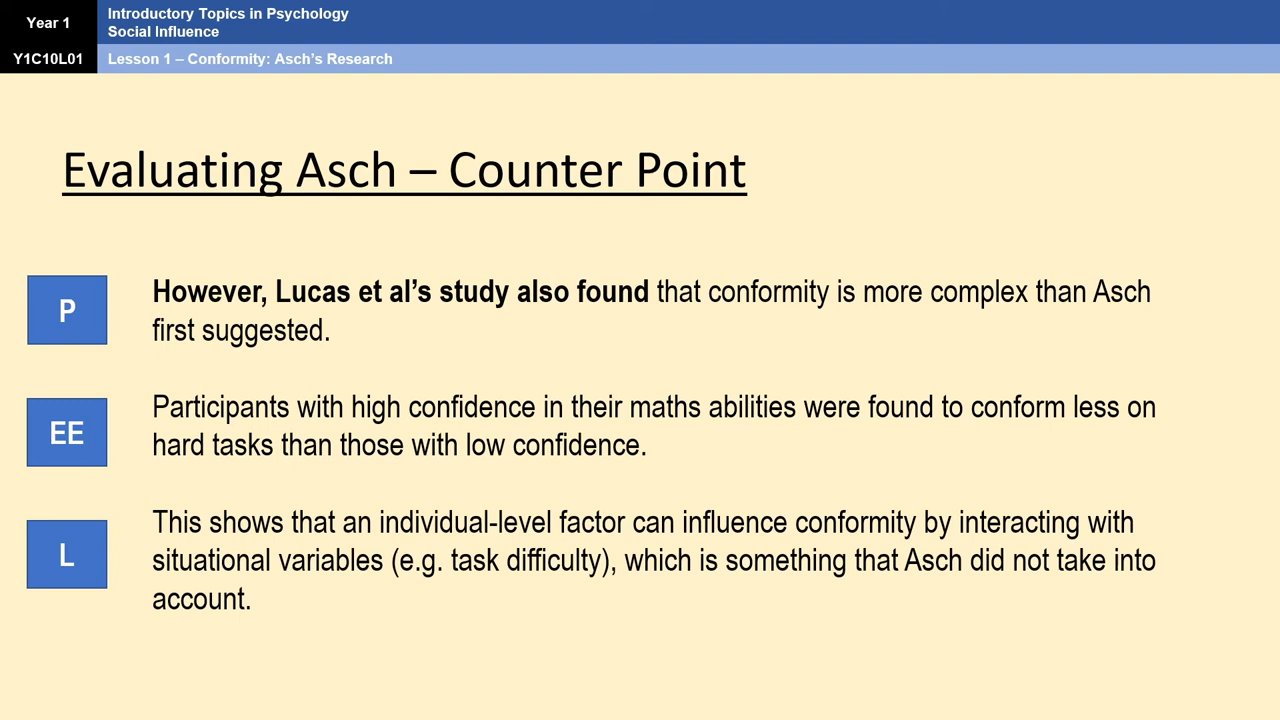 Year 1
Introductory Topics in Psychology
Social Influence
Y1C10L01
Lesson 1 – Conformity: Asch's Research
Evaluating Asch – Counter Point
P
However, Lucas et al's study also found that conformity is more complex than Asch
first suggested.
EE
Participants with high confidence in their maths abilities were found to conform less on
hard tasks than those with low confidence.
L
This shows that an individual-level factor can influence conformity by interacting with
situational variables (e.g. task difficulty), which is something that Asch did not take into
account.